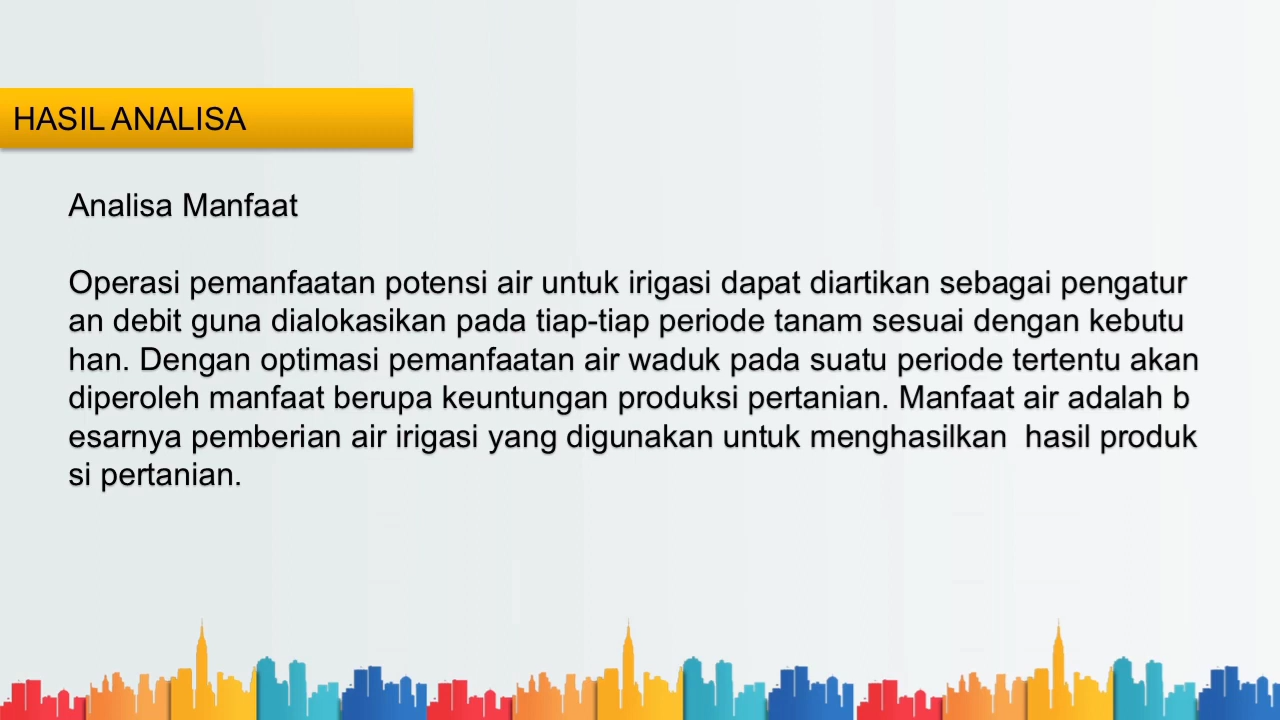 HASIL ANALISA
Analisa Manfaat
Operasi pemanfaatan potensi air untuk irigasi dapat diartikan sebagai pengatur
an debit guna dialokasikan pada tiap-tiap periode tanam sesuai dengan kebutu
han. Dengan optimasi pemanfaatan air waduk pada suatu periode tertentu akan
diperoleh manfaat berupa keuntungan produksi pertanian. Manfaat air adalah b
esarnya pemberian air irigasi yang digunakan untuk menghasilkan  hasil produk
si pertanian.